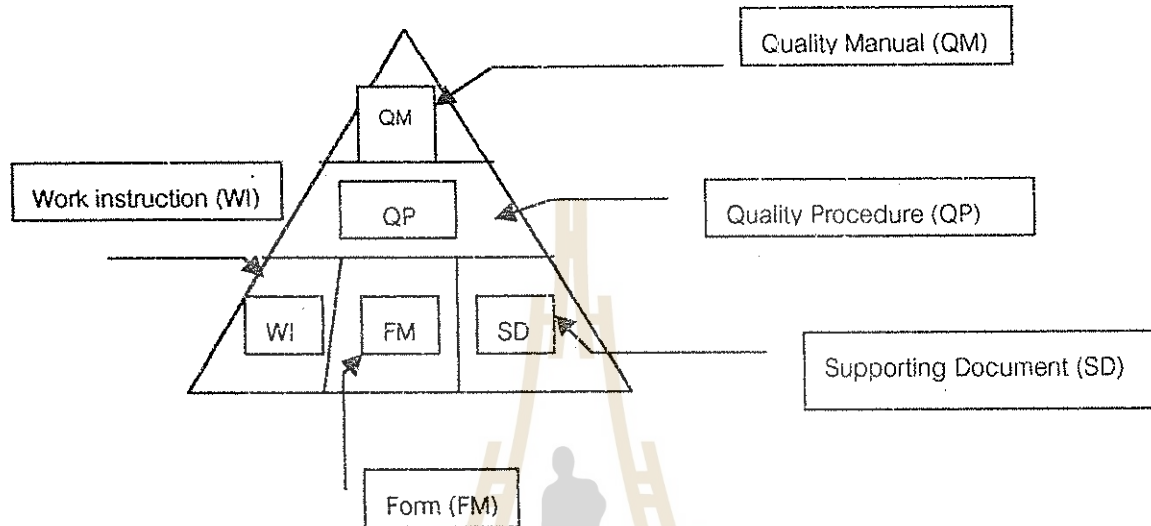 Quality Manual (QM)
QM
Work instruction (WI)
QP
Quality Procedure (QP)
WI
FM
SD
Supporting Document (SD)
Form (FM)